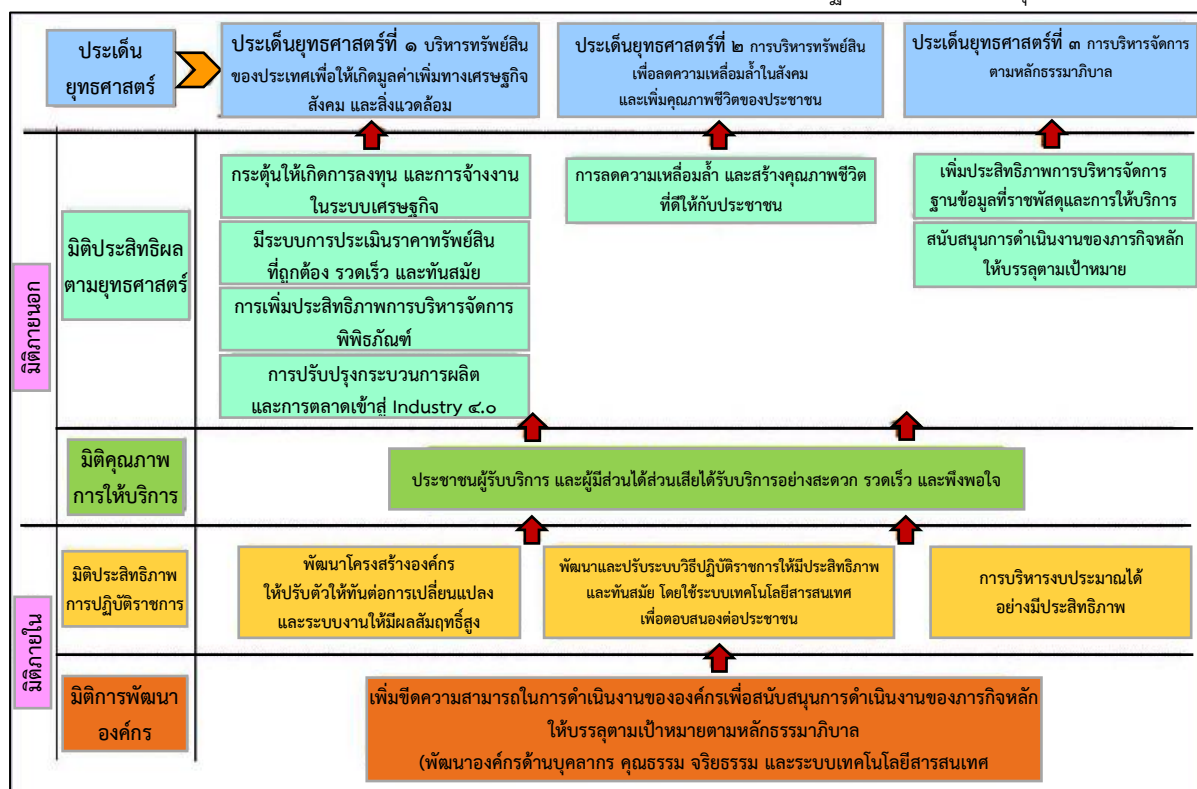 ประเด็น
ยุทธศาสตร์
ประเด็นยุทธศาสตร์ที่ ๑ บริหารทรัพย์สิน
ของประเทศเพื่อให้เกิดมูลค่าเพิ่มทางเศรษฐกิจ
สังคม และสิ่งแวดล้อม
ประเด็นยุทธศาสตร์ที่ ๒ การบริหารทรัพย์สิน
เพื่อลดความเหลื่อมล้ำในสังคม
และเพิ่มคุณภาพชีวิตของประชาชน
ประเด็นยุทธศาสตร์ที่ ๓ การบริหารจัดการ
ตามหลักธรรมาภิบาล
มิติภายนอก
มิติประสิทธิผล
ตามยุทธศาสตร์
กระตุ้นให้เกิดการลงทุน และการจ้างงาน
ในระบบเศรษฐกิจ
มีระบบการประเมินราคาทรัพย์สิน
ที่ถูกต้อง รวดเร็ว และทันสมัย
การเพิ่มประสิทธิภาพการบริหารจัดการ
พิพิธภัณฑ์
การปรับปรุงกระบวนการผลิต
และการตลาดเข้าสู่ Industry ๔.๐
การลดความเหลื่อมล้ำ และสร้างคุณภาพชีวิต
ที่ดีให้กับประชาชน
เพิ่มประสิทธิภาพการบริหารจัดการ
ฐานข้อมูลที่ราชพัสดุและการให้บริการ
สนับสนุนการดำเนินงานของภารกิจหลัก
ให้บรรลุตามเป้าหมาย
มิติคุณภาพ
การให้บริการ
ประชาชนผู้รับบริการ และผู้มีส่วนได้ส่วนเสียได้รับบริการอย่างสะดวก รวดเร็ว และพึงพอใจ
มิติภายใน
มิติประสิทธิภาพ
การปฏิบัติราชการ
พัฒนาโครงสร้างองค์กร
ให้ปรับตัวให้ทันต่อการเปลี่ยนแปลง
และระบบงานให้มีผลสัมฤทธิ์สูง
พัฒนาและปรับระบบวิธีปฏิบัติราชการให้มีประสิทธิภาพ
และทันสมัย โดยใช้ระบบเทคโนโลยีสารสนเทศ
เพื่อตอบสนองต่อประชาชน
การบริหารงบประมาณได้
อย่างมีประสิทธิภาพ
มิติการพัฒนา
องค์กร
เพิ่มขีดความสามารถในการดำเนินงานขององค์กรเพื่อสนับสนุนการดำเนินงานของภารกิจหลัก
ให้บรรลุตามเป้าหมายตามหลักธรรมาภิบาล
(พัฒนาองค์กรด้านบุคลากร คุณธรรม จริยธรรม และระบบเทคโนโลยีสารสนเทศ